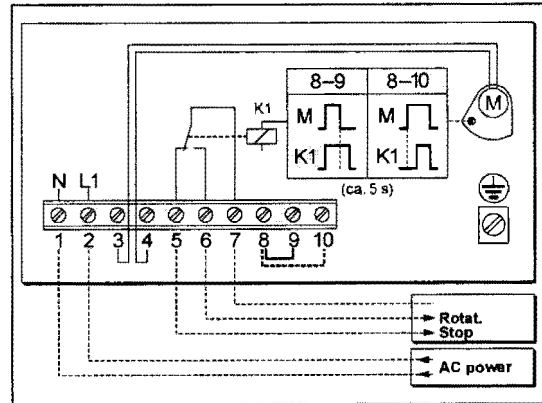 8–9 8–10
K1
M M M
K1 K1
(ca. 5 s)
N L1
1 2 3 4 5 6 7 8 9 10
Rotat.
Stop
AC power